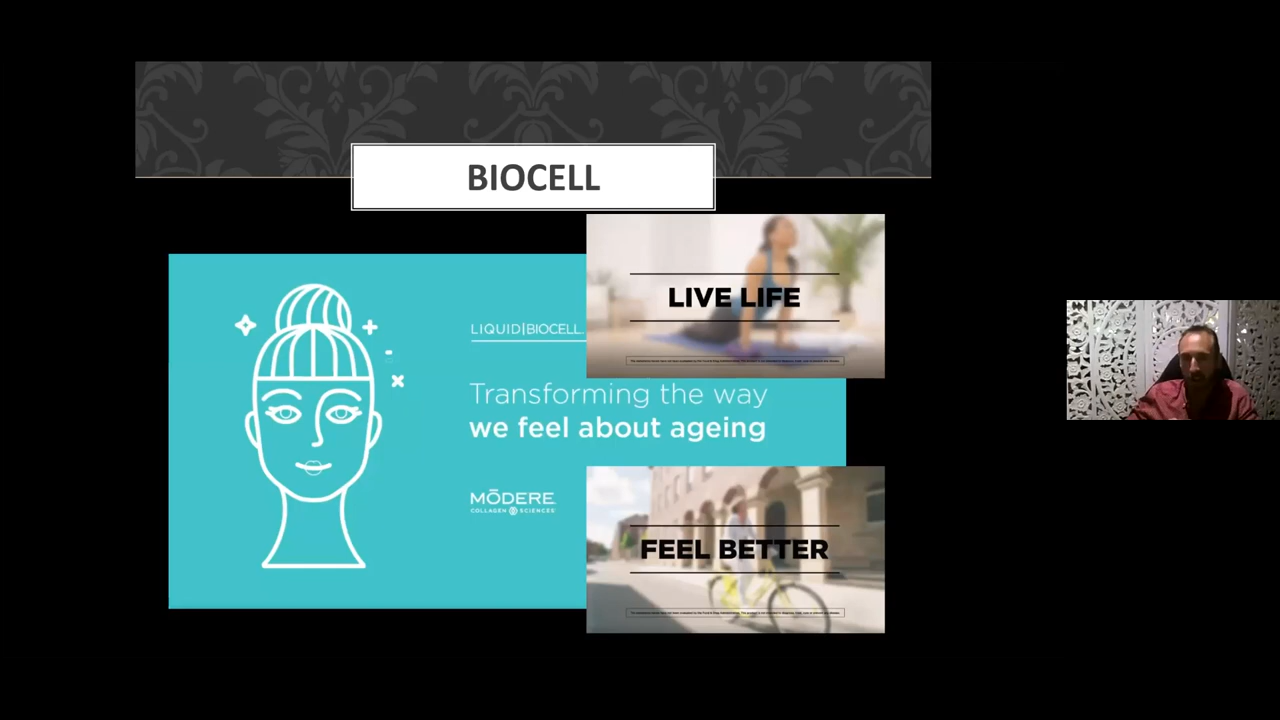 BIOCELL
LIVE LIFE
LIQUID|BIOCELL
Transforming the way
we feel about ageing
MŌDERE
COLLAGEN SCIENCES
FEEL BETTER